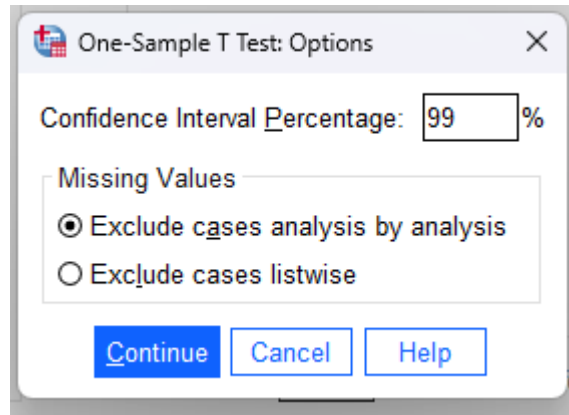 One-Sample T Test: Options
Confidence Interval Percentage: 99 %
Missing Values
Exclude cases analysis by analysis
Exclude cases listwise
Continue Cancel Help